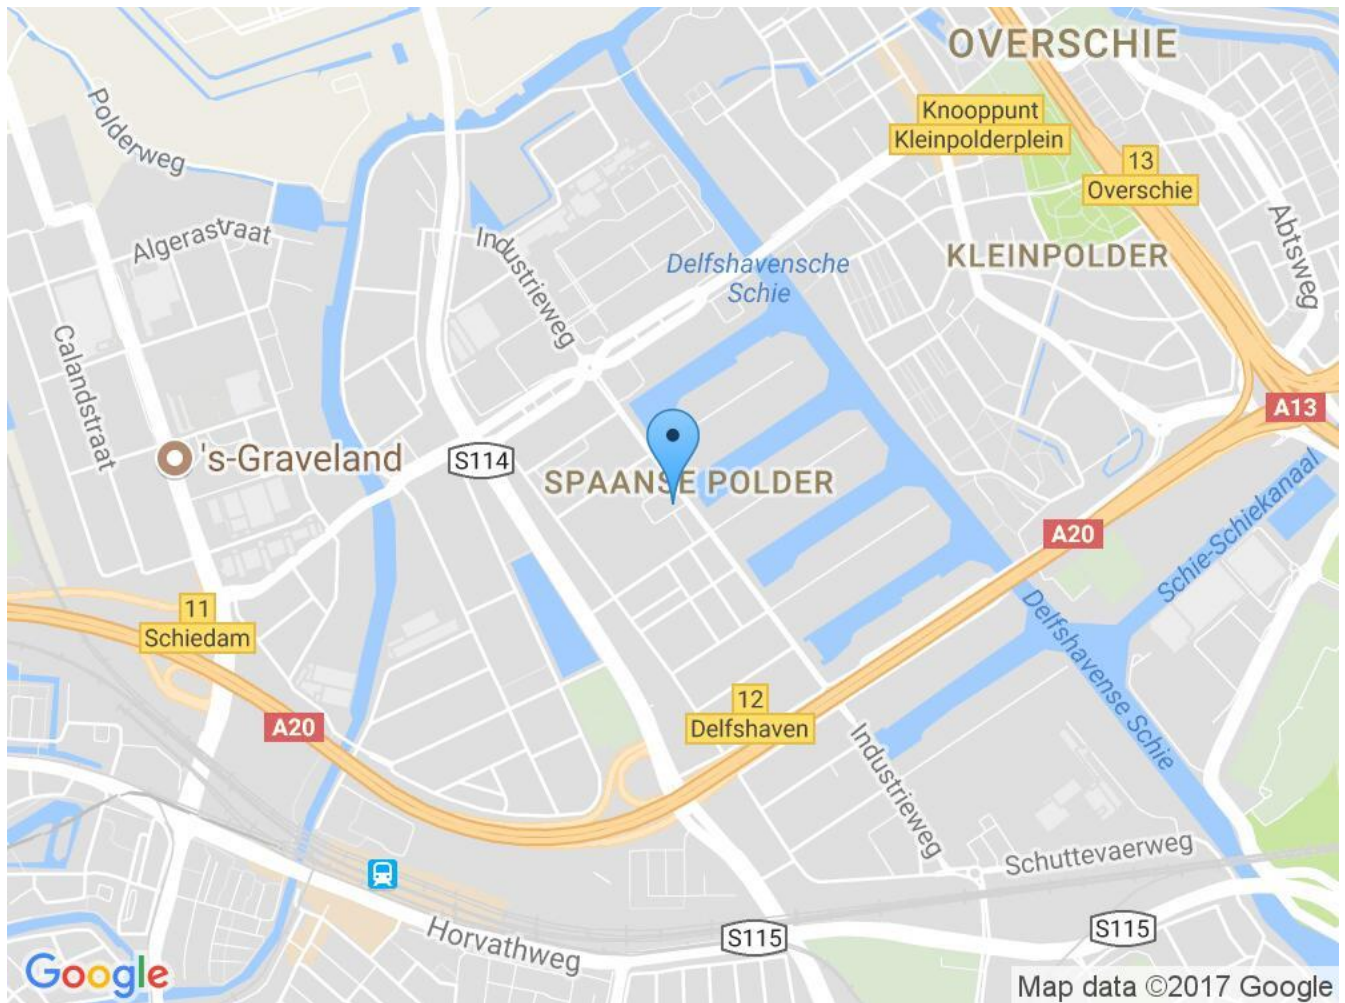 OVERSCHIE
Knooppunt
Kleinpolderplein
13
Overschie
Polderweg
Algerastraat
Industrieweg
Abtsweg
Delfshavensche
Schie
KLEINPOLDER
Calandstraat
A13
's-Graveland
S114
SPAANSE POLDER
A20
Schie-Schiekanaal
11
Schiedam
Delfshavense Schie
12
Delfshaven
A20
Industrieweg
Schuttevaerweg
Horvathweg
S115
S115
Google
Map data ©2017 Google